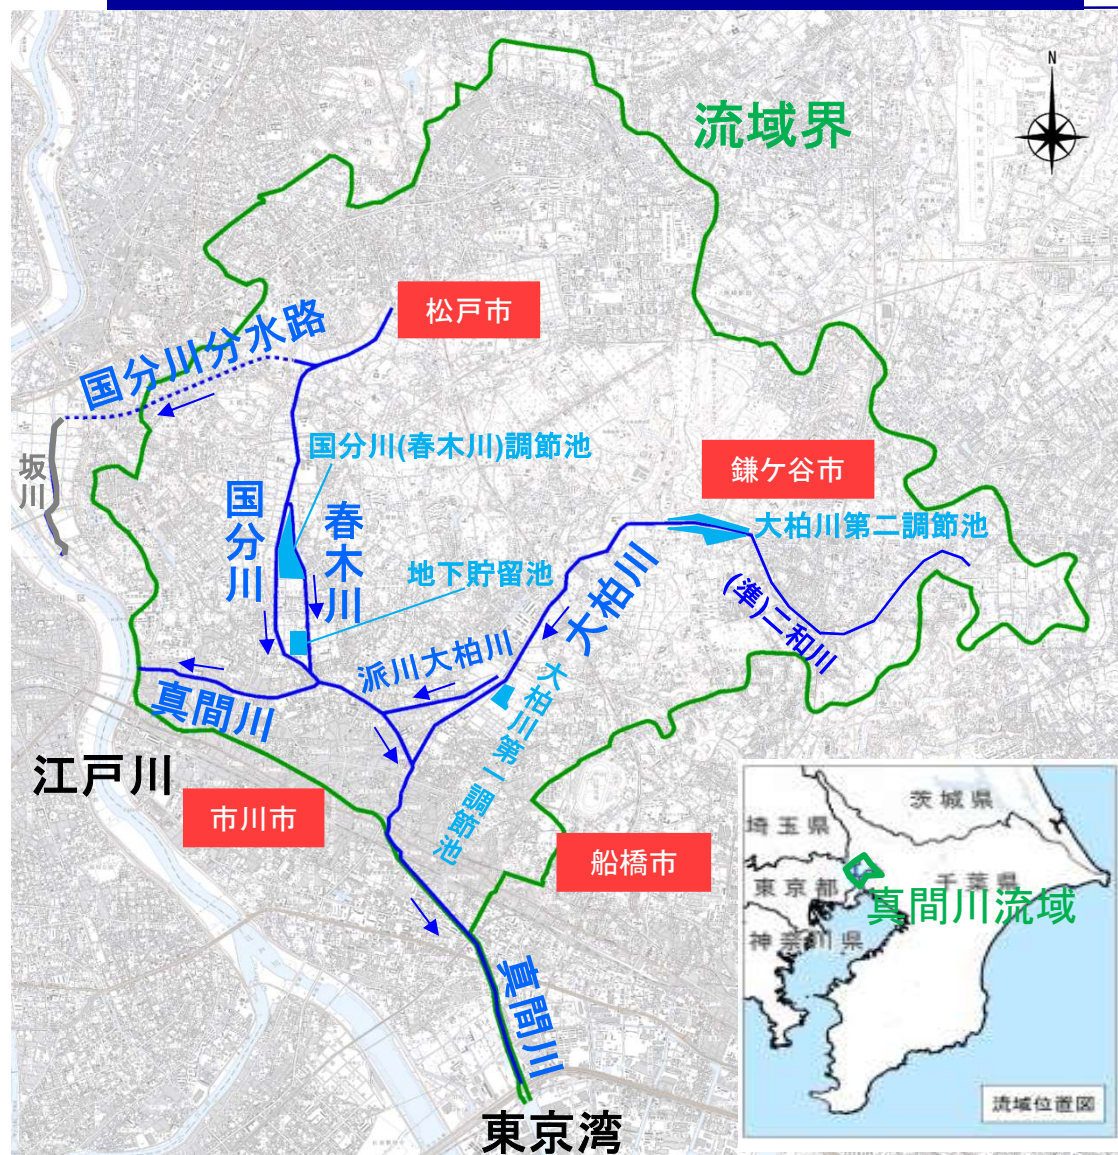 N
流域界
松戸市
国分川分水路
国分川(春木川)調節池
鎌ケ谷市
坂川
国分川
春木川
大柏川第二調節池
地下貯留池
大柏川
(準)二和川
派川大柏川
大柏川第一調節池
真間川
江戸川
市川市
船橋市
真間川
東京湾
茨城県
埼玉県
東京都
千葉県
真間川流域
神奈川県
流域位置図